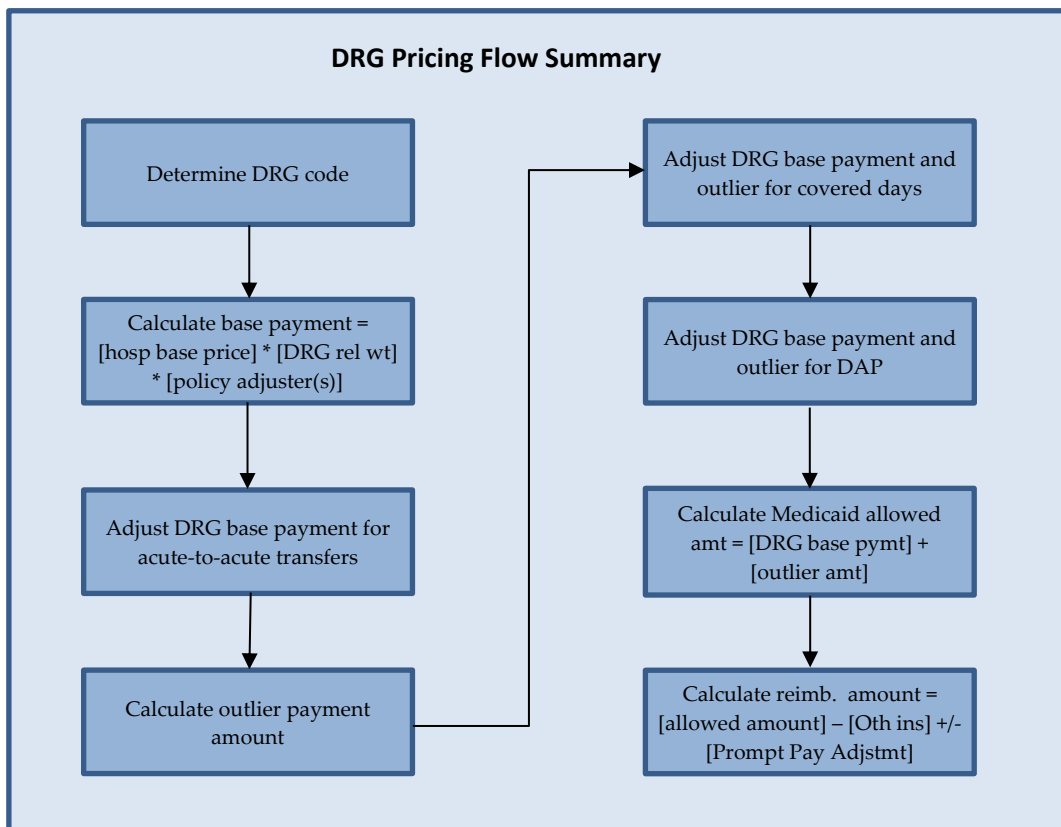 DRG Pricing Flow Summary
Determine DRG code
Calculate base payment =
[hosp base price] * [DRG rel wt]
* [policy adjuster(s)]
Adjust DRG base payment for
acute-to-acute transfers
Calculate outlier payment
amount
Adjust DRG base payment and
outlier for covered days
Adjust DRG base payment and
outlier for DAP
Calculate Medicaid allowed
amt = [DRG base pymt] +
[outlier amt]
Calculate reimb. amount =
[allowed amount] – [Oth ins] +/-
[Prompt Pay Adjstmt]